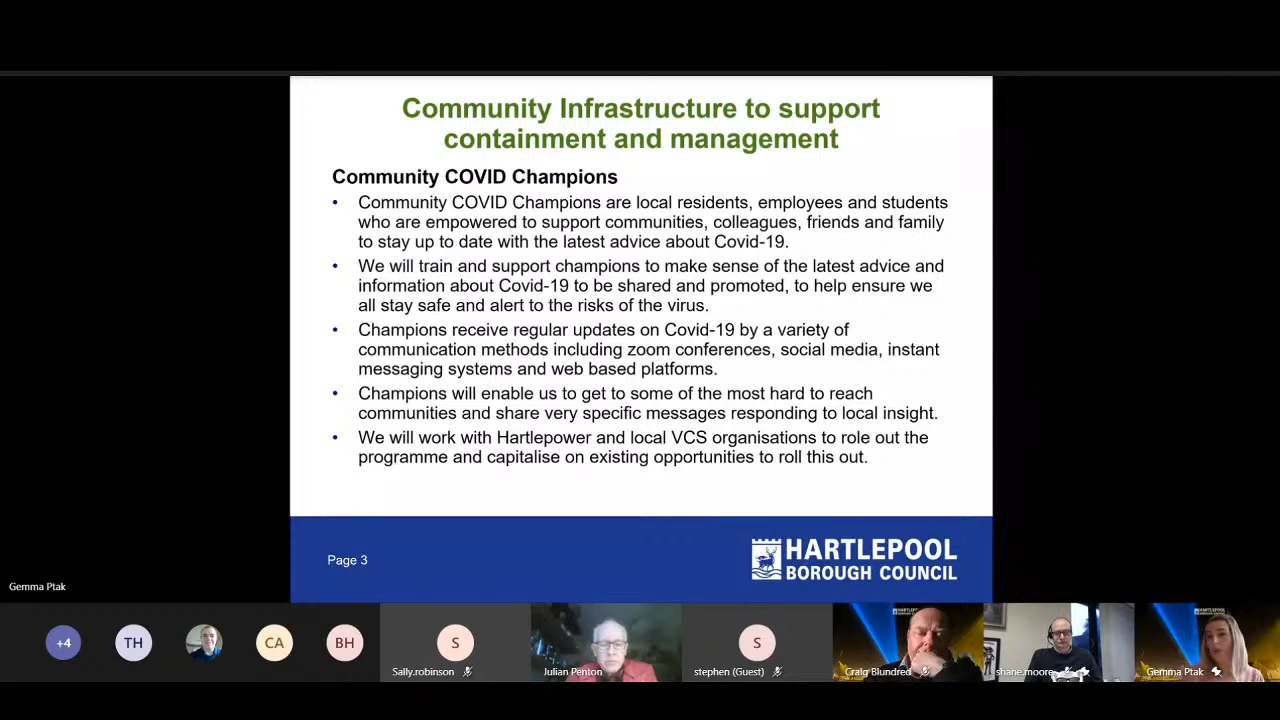 Community Infrastructure to support
containment and management
Community COVID Champions
• Community COVID Champions are local residents, employees and students
who are empowered to support communities, colleagues, friends and family
to stay up to date with the latest advice about Covid-19.
• We will train and support champions to make sense of the latest advice and
information about Covid-19 to be shared and promoted, to help ensure we
all stay safe and alert to the risks of the virus.
• Champions receive regular updates on Covid-19 by a variety of
communication methods including zoom conferences, social media, instant
messaging systems and web based platforms.
• Champions will enable us to get to some of the most hard to reach
communities and share very specific messages responding to local insight.
• We will work with Hartlepower and local VCS organisations to role out the
programme and capitalise on existing opportunities to roll this out.
Page 3
HARTLEPOOL
BOROUGH COUNCIL
Gemma Ptak
+4
TH
CA
BH
S
S
Sally.robinson
Julian Penton
stephen (Guest)
Craig Blundred
shane.moore
Gemma Ptak